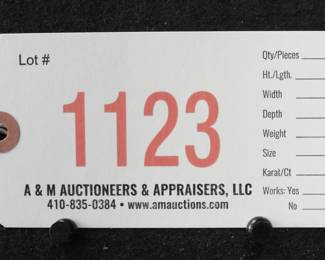 Lot #
1123
A & M AUCTIONEERS & APPRAISERS, LLC
410-835-0384 • www.amauctions.com
Qty/Pieces
Ht./Lgth.
Width
Depth
Weight
Size
Karat/Ct
Works: Yes
No